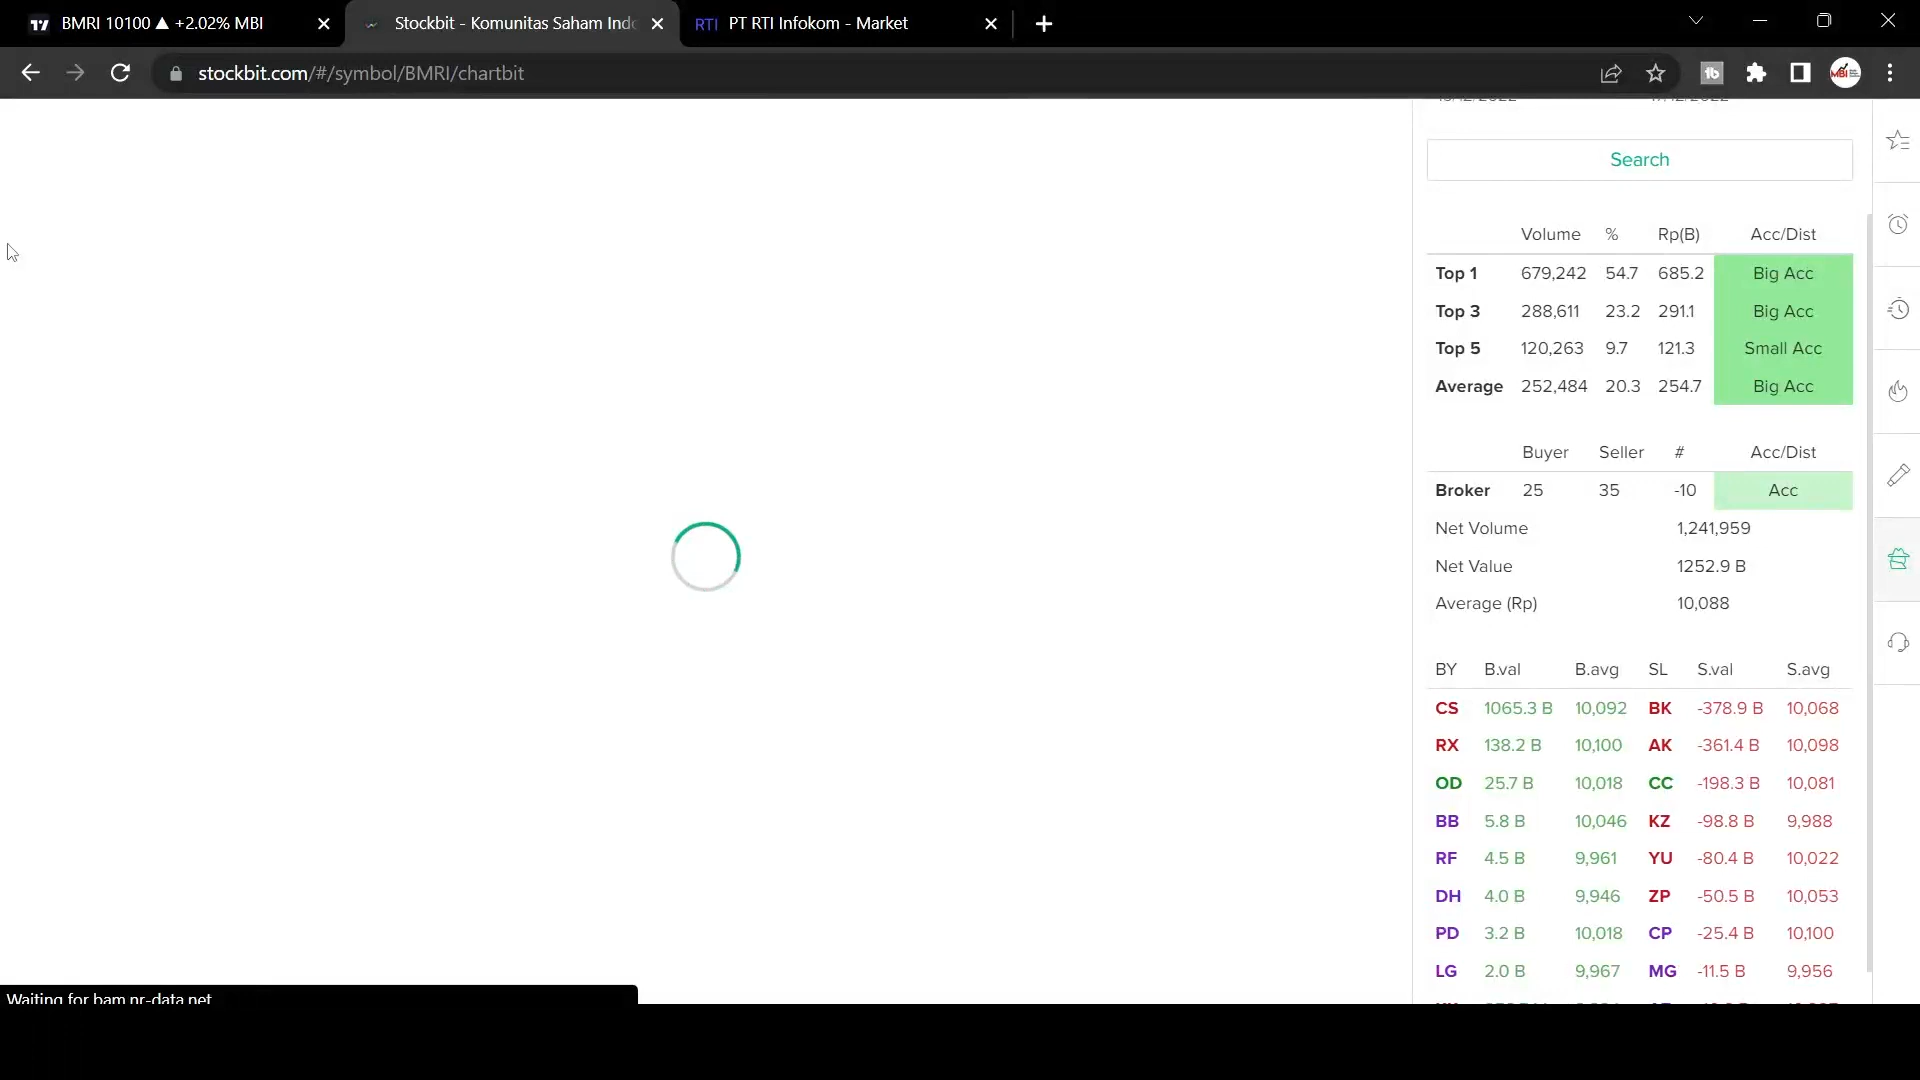 BMRI 10100 ▲ +2.02% MBI
Stockbit - Komunitas Saham Indo
RTI PT RTI Infokom - Market
stockbit.com/#/symbol/BMRI/chartbit
Search
Volume % Rp(B) Acc/Dist
Top 1 679,242 54.7 685.2 Big Acc
Top 3 288,611 23.2 291.1 Big Acc
Top 5 120,263 9.7 121.3 Small Acc
Average 252,484 20.3 254.7 Big Acc
Buyer Seller # Acc/Dist
Broker 25 35 -10 Acc
Net Volume 1,241,959
Net Value 1252.9 B
Average (Rp) 10,088
BY B.val B.avg SL S.val S.avg
CS 1065.3 B 10,092 BK -378.9 B 10,068
RX 138.2 B 10,100 AK -361.4 B 10,098
OD 25.7 B 10,018 CC -198.3 B 10,081
BB 5.8 B 10,046 KZ -98.8 B 9,988
RF 4.5 B 9,961 YU -80.4 B 10,022
DH 4.0 B 9,946 ZP -50.5 B 10,053
PD 3.2 B 10,018 CP -25.4 B 10,100
LG 2.0 B 9,967 MG -11.5 B 9,956
Waiting for bam.nr-data.net